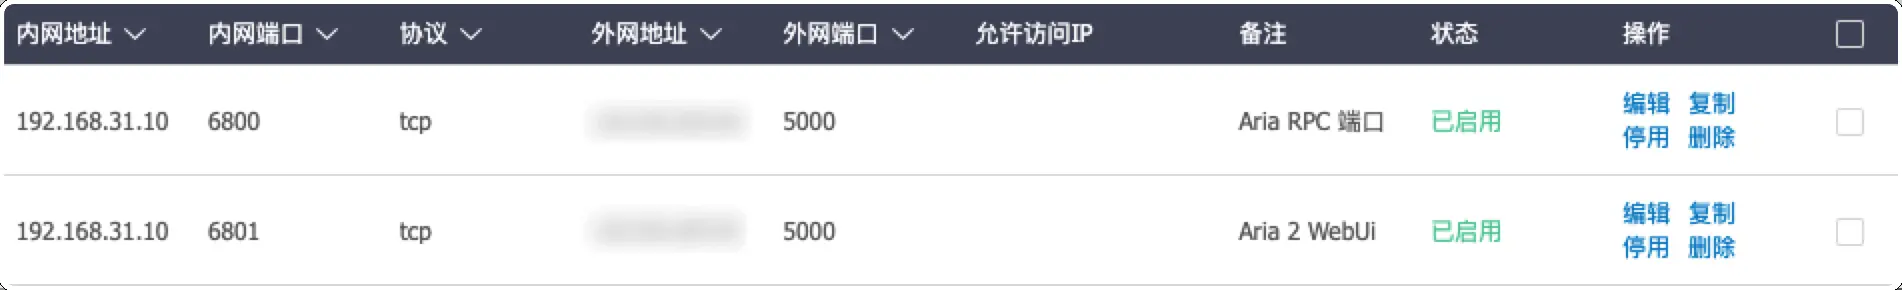 内网地址 内网端口 协议 外网地址 外网端口 允许访问IP 备注 状态 操作
192.168.31.10 6800 tcp 5000 Aria RPC 端口 已启用 编辑 复制
停用 删除
192.168.31.10 6801 tcp 5000 Aria 2 WebUi 已启用 编辑 复制
停用 删除